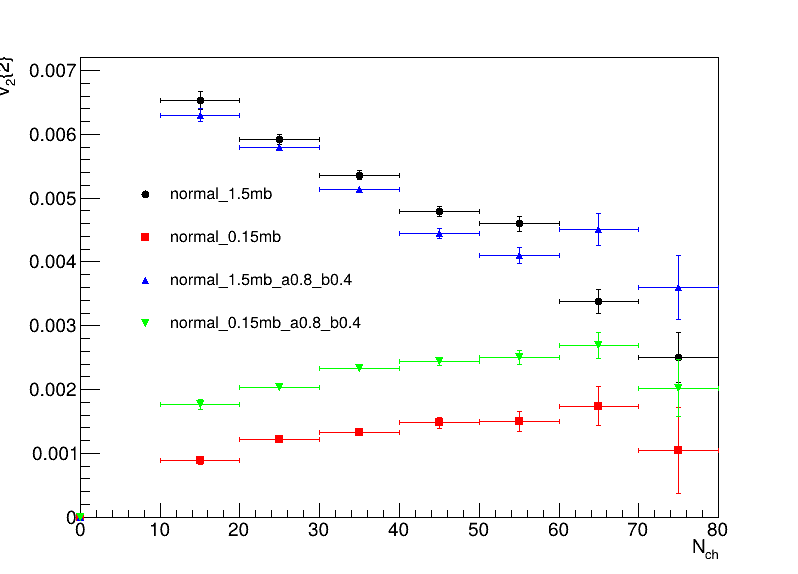 v₂{2}
0.007
0.006
0.005
0.004
0.003
0.002
0.001
0
normal_1.5mb
normal_0.15mb
normal_1.5mb_a0.8_b0.4
normal_0.15mb_a0.8_b0.4
0 10 20 30 40 50 60 70 80
N_ch